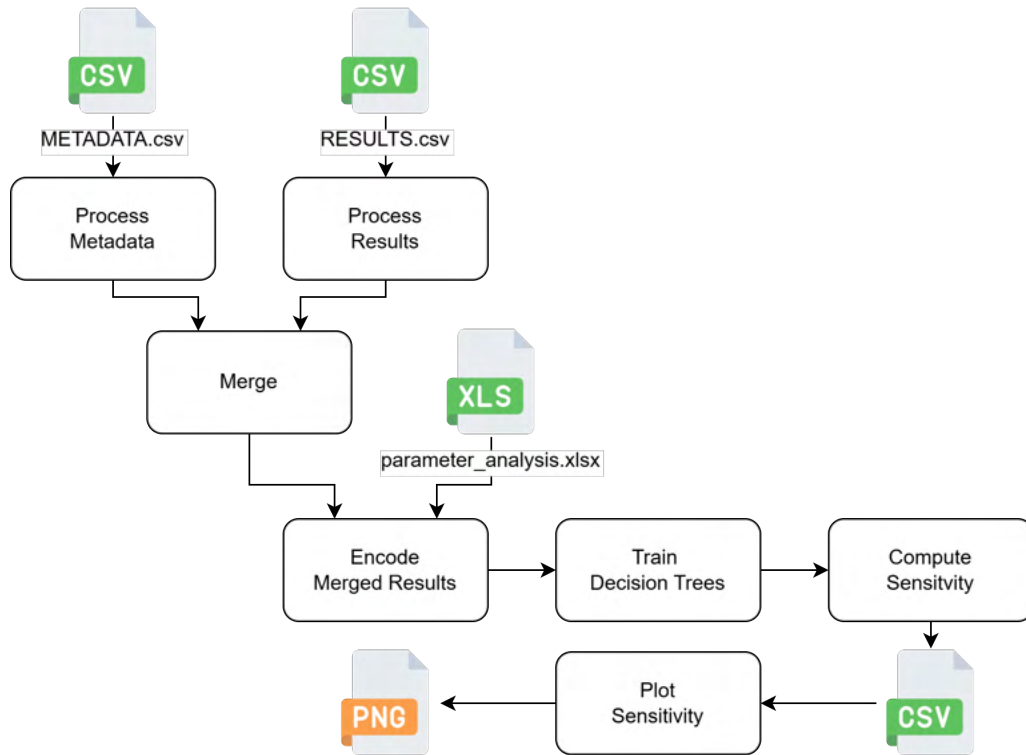 CSV
CSV
METADATA.csv
RESULTS.csv
Process
Metadata
Process
Results
Merge
XLS
parameter_analysis.xlsx
Encode
Merged Results
Train
Decision Trees
Compute
Sensitvity
PNG
Plot
Sensitivity
CSV